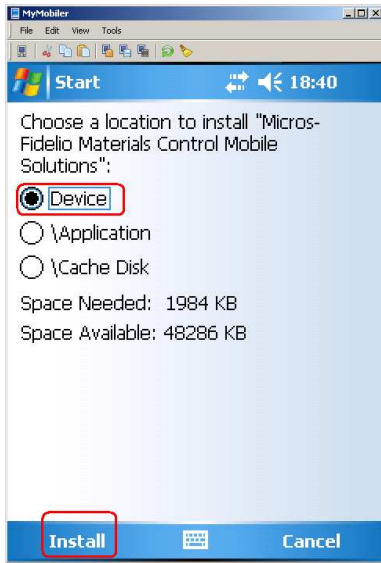 MyMobiler
File Edit View Tools
Start 18:40
Choose a location to install "Micros-
Fidelio Materials Control Mobile
Solutions":
Device
\Application
\Cache Disk
Space Needed: 1984 KB
Space Available: 48286 KB
Install Cancel